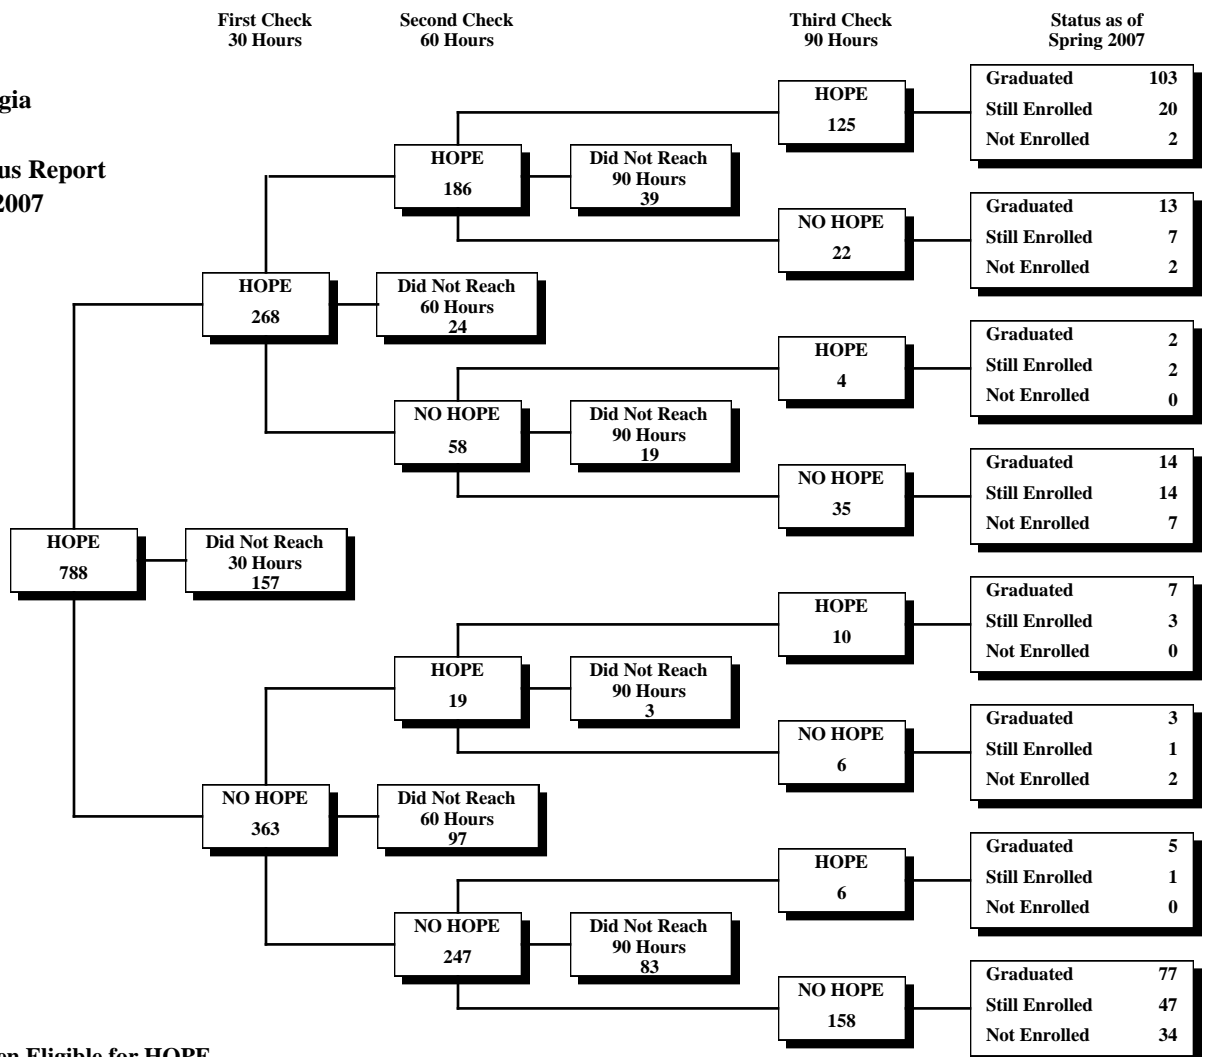 First Check
30 Hours
Second Check
60 Hours
Third Check
90 Hours
Status as of
Spring 2007
gia
us Report
2007
HOPE
788
Did Not Reach
30 Hours
157
HOPE
268
Did Not Reach
60 Hours
24
NO HOPE
363
Did Not Reach
60 Hours
97
HOPE
186
Did Not Reach
90 Hours
39
NO HOPE
58
Did Not Reach
90 Hours
19
HOPE
19
Did Not Reach
90 Hours
3
NO HOPE
247
Did Not Reach
90 Hours
83
HOPE
125
Graduated 103
Still Enrolled 20
Not Enrolled 2
NO HOPE
22
Graduated 13
Still Enrolled 7
Not Enrolled 2
HOPE
4
Graduated 2
Still Enrolled 2
Not Enrolled 0
NO HOPE
35
Graduated 14
Still Enrolled 14
Not Enrolled 7
HOPE
10
Graduated 7
Still Enrolled 3
Not Enrolled 0
NO HOPE
6
Graduated 3
Still Enrolled 1
Not Enrolled 2
HOPE
6
Graduated 5
Still Enrolled 1
Not Enrolled 0
NO HOPE
158
Graduated 77
Still Enrolled 47
Not Enrolled 34
en Eligible for HOPE